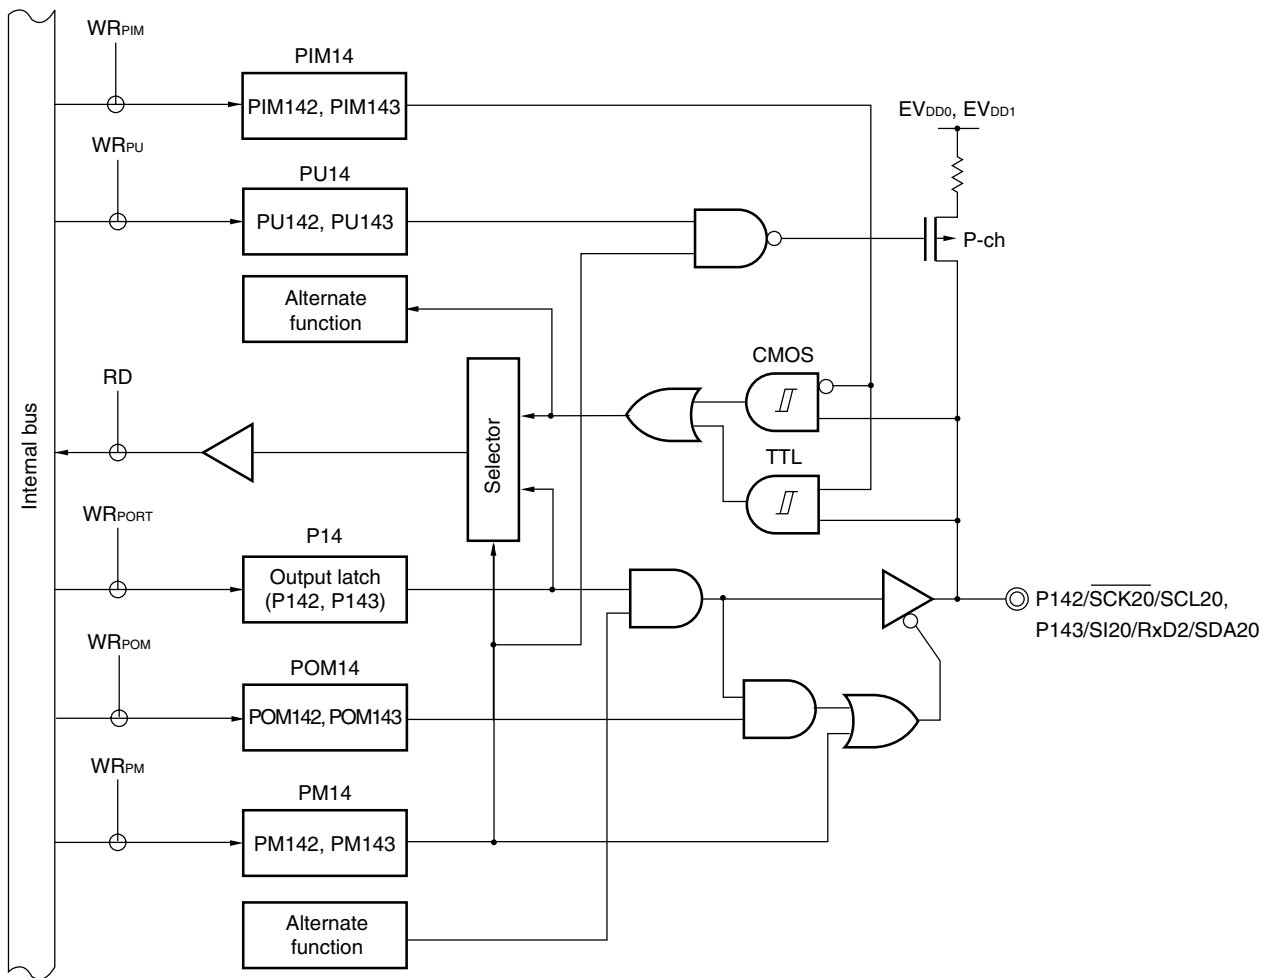 WRPIM
PIM14
PIM142, PIM143
EVDD0, EVDD1
WRPU
PU14
PU142, PU143
P-ch
Alternate
function
CMOS
RD
Internal bus
Selector
TTL
WRPORT
P14
Output latch
(P142, P143)
P142/SCK20/SCL20,
P143/SI20/RxD2/SDA20
WRPOM
POM14
POM142, POM143
WRPM
PM14
PM142, PM143
Alternate
function